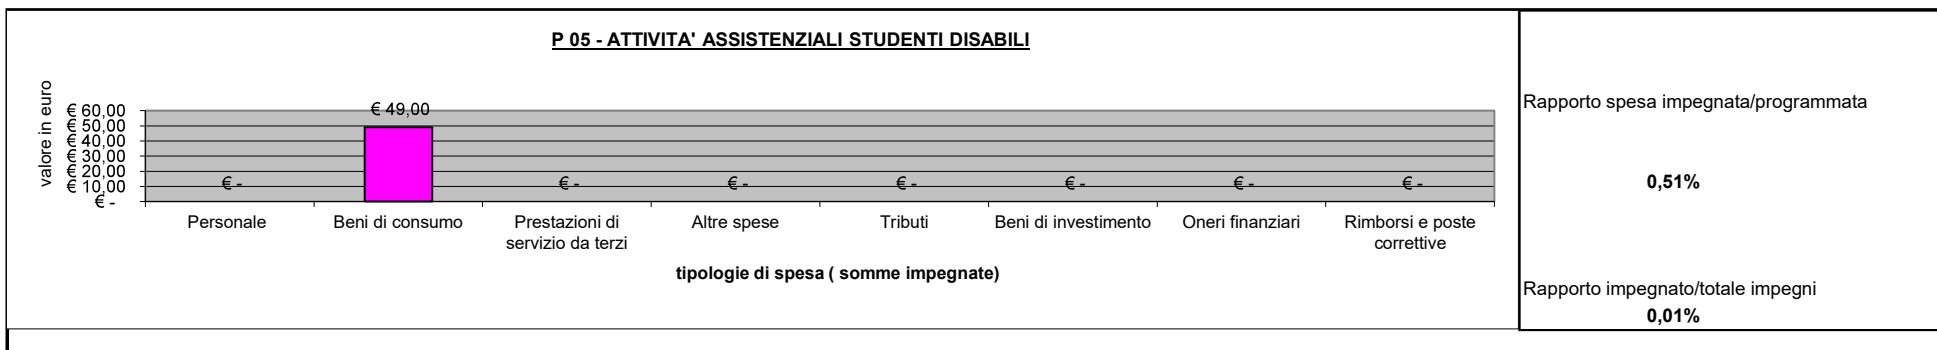 P 05 - ATTIVITA' ASSISTENZIALI STUDENTI DISABILI
valore in euro
€ 60,00
€ 50,00
€ 40,00
€ 30,00
€ 20,00
€ 10,00
€ -
€ -
€ 49,00
€ -
€ -
€ -
€ -
€ -
€ -
Personale
Beni di consumo
Prestazioni di
servizio da terzi
Altre spese
Tributi
Beni di investimento
Oneri finanziari
Rimborsi e poste
correttive
tipologie di spesa ( somme impegnate)
Rapporto spesa impegnata/programmata
0,51%
Rapporto impegnato/totale impegni
0,01%